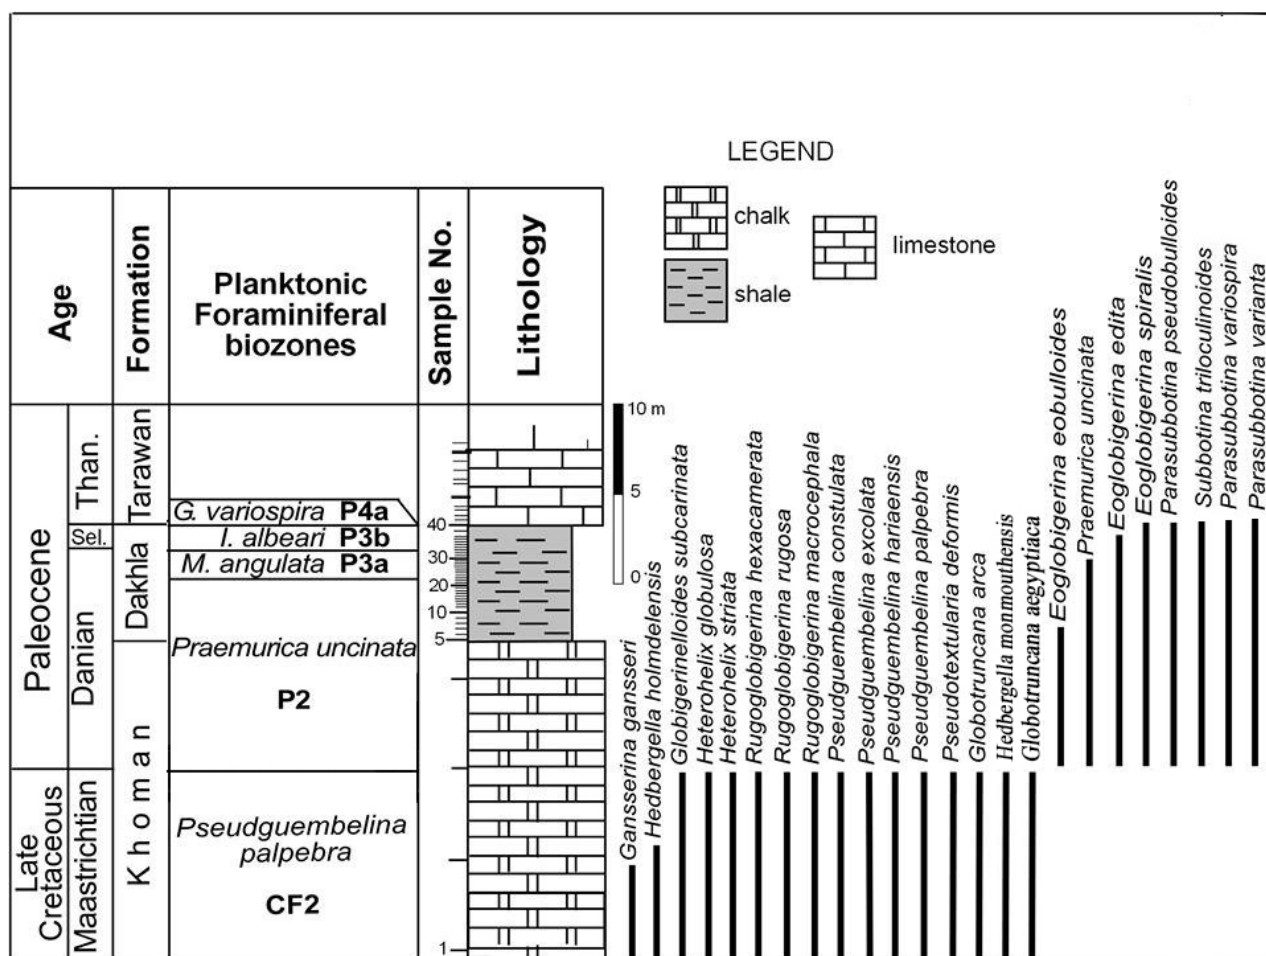 LEGEND
chalk
limestone
shale
Age
Formation
Planktonic
Foraminiferal
biozones
Sample No.
Lithology
Paleocene
Late
Cretaceous
Than.
Sel.
Danian
Maastrichtian
Tarawan
Dakhla
Khoman
G. variospira P4a
I. albeari P3b
M. angulata P3a
Praemurica uncinata
P2
Pseudguembelina
palpebra
CF2
40
30
20
10
5
1
10 m
5
0
Gansserina gansseri
Hedbergella holmdelensis
Globigerinelloides subcarinata
Heterohelix globulosa
Heterohelix striata
Rugoglobigerina hexacamerata
Rugoglobigerina rugosa
Rugoglobigerina macrocephala
Pseudguembelina constulata
Pseudguembelina excolata
Pseudguembelina hariaensis
Pseudguembelina palpebra
Pseudotextularia deformis
Globotruncana arca
Hedbergella monmouthensis
Globotruncana aegyptiaca
Eoglobigerina eobulloides
Praemurica uncinata
Eoglobigerina edita
Eoglobigerina spiralis
Parasubbotina pseudobulloides
Subbotina triloculinoides
Parasubbotina variospira
Parasubbotina varianta